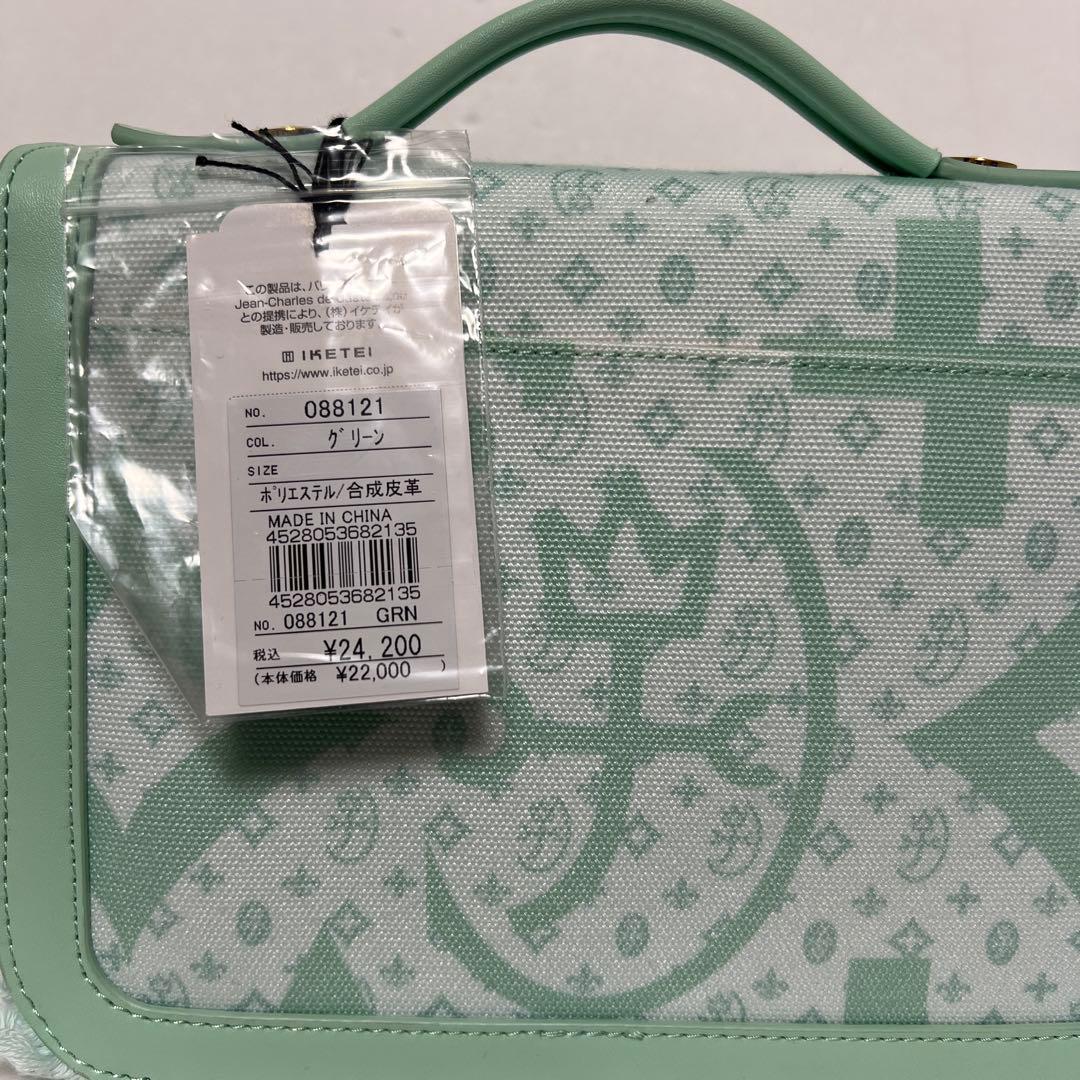 この製品は、パレ
Jean-Charles de
との提携により、(株)イケテイが
製造・販売しております。
IKETEI
https://www.iketei.co.jp
NO. 088121
COL. グリーン
SIZE
ポリエステル/合成皮革
MADE IN CHINA
4528053682135
4528053682135
NO. 088121 GRN
税込 ¥24,200
(本体価格 ¥22,000 )